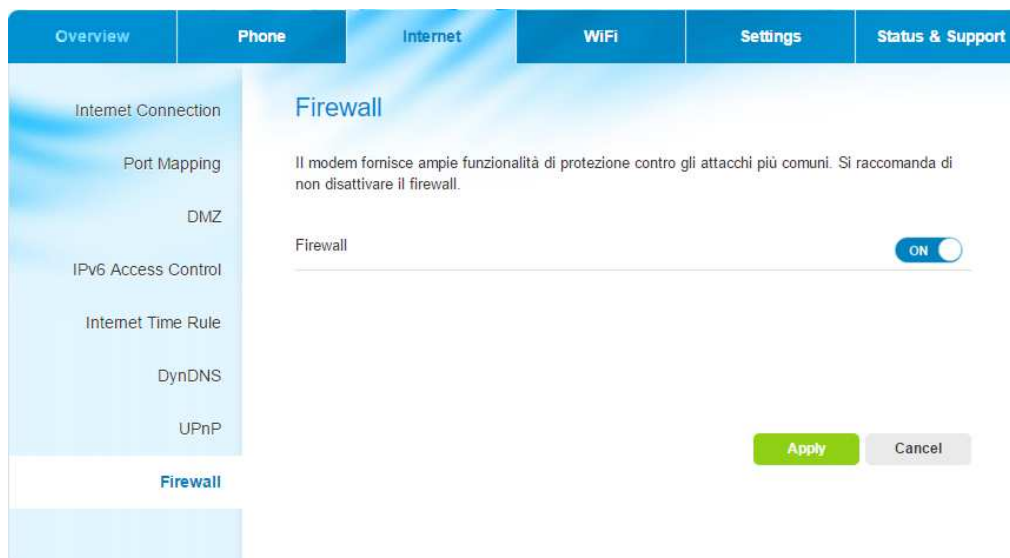 Overview
Phone
Internet
WiFi
Settings
Status & Support
Internet Connection
Port Mapping
DMZ
IPv6 Access Control
Internet Time Rule
DynDNS
UPnP
Firewall
Firewall
Il modem fornisce ampie funzionalità di protezione contro gli attacchi più comuni. Si raccomanda di
non disattivare il firewall.
Firewall
ON
Apply
Cancel